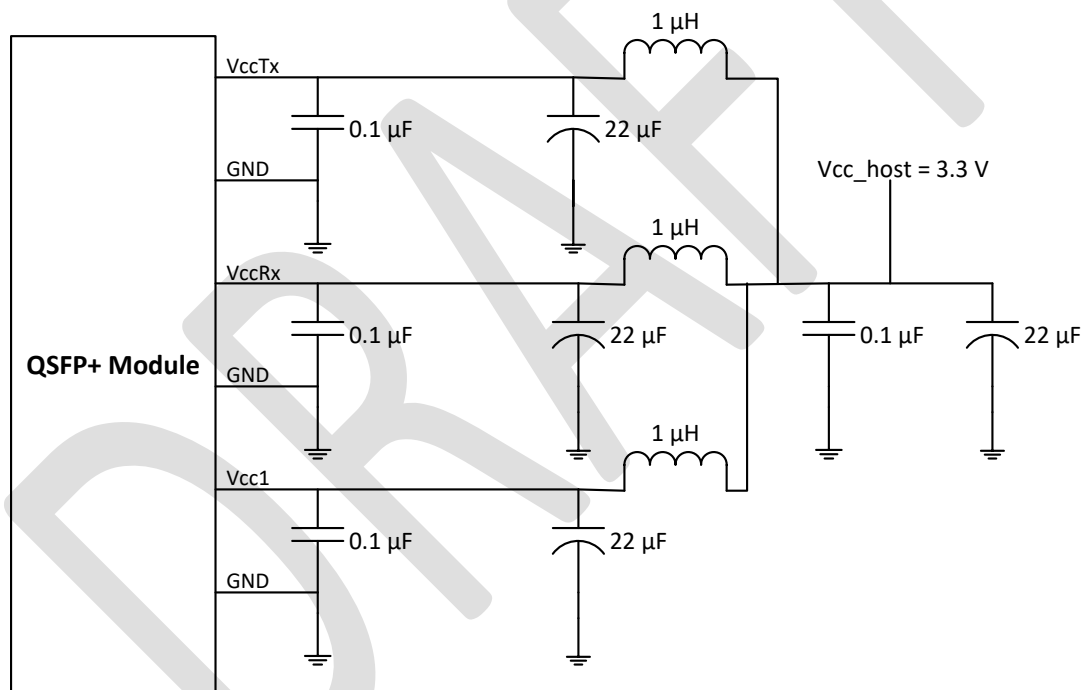 1 µH
VccTx
0.1 µF
22 µF
GND
Vcc_host = 3.3 V
1 µH
VccRx
0.1 µF
22 µF
0.1 µF
22 µF
QSFP+ Module
GND
1 µH
Vcc1
0.1 µF
22 µF
GND
DRAFT